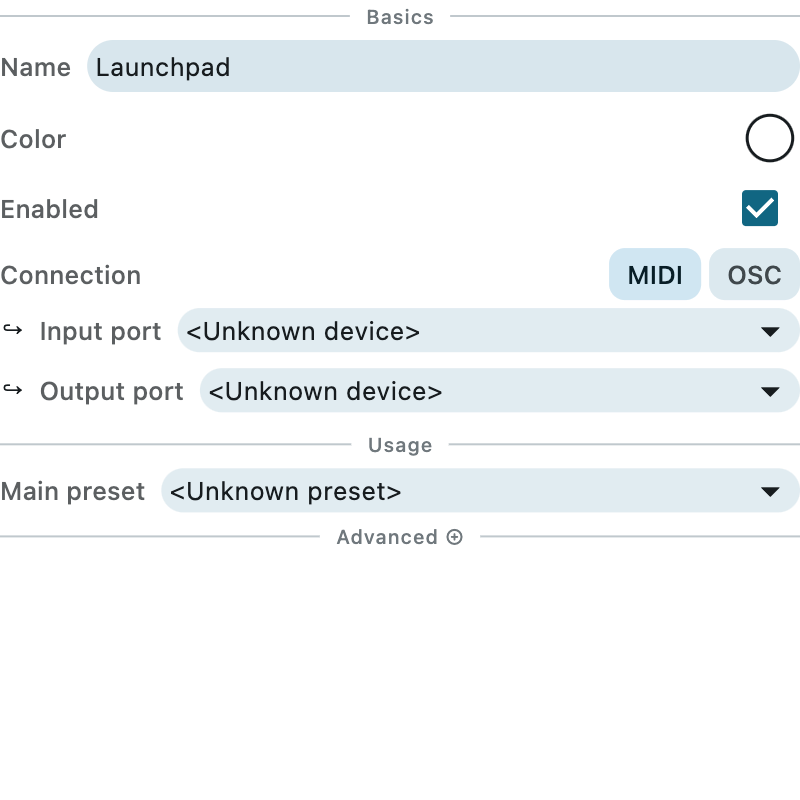 Basics
Name Launchpad
Color
Enabled
Connection MIDI OSC
↪ Input port <Unknown device>
↪ Output port <Unknown device>
Usage
Main preset <Unknown preset>
Advanced ⊕